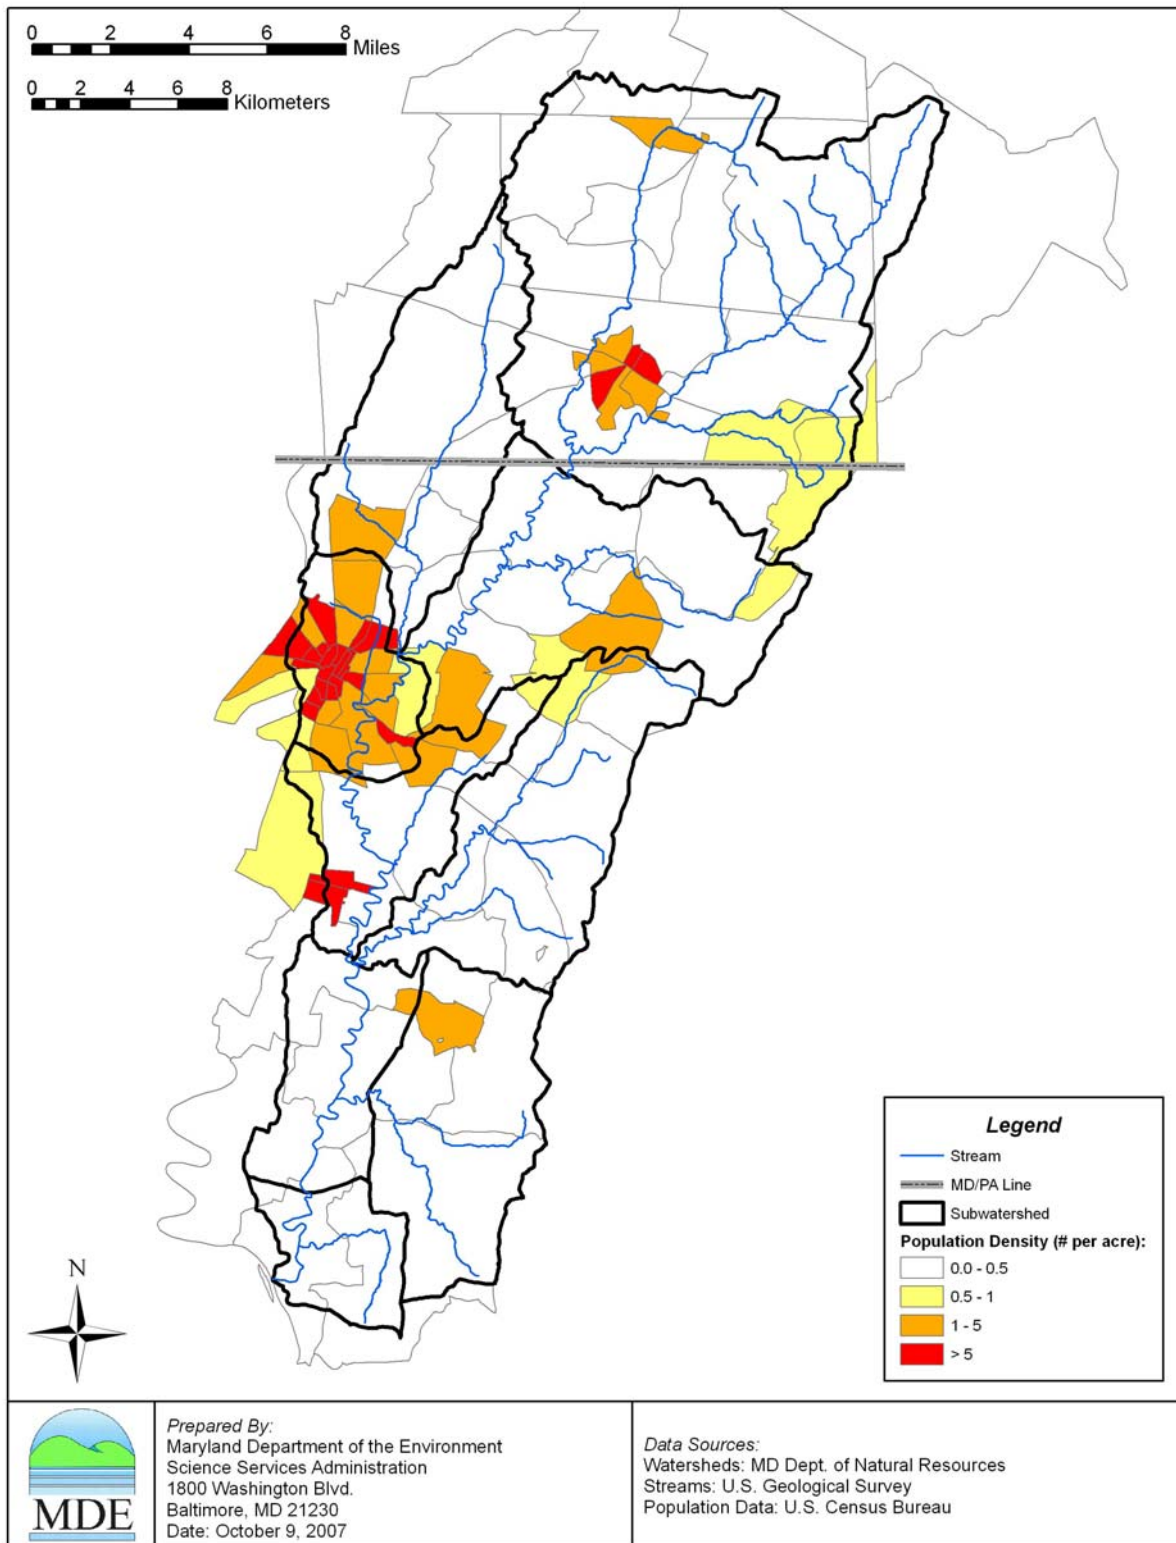 0 2 4 6 8
Miles
0 2 4 6 8
Kilometers
N
Legend
Stream
MD/PA Line
Subwatershed
Population Density (# per acre):
0.0 - 0.5
0.5 - 1
1 - 5
> 5
MDE
Prepared By:
Maryland Department of the Environment
Science Services Administration
1800 Washington Blvd.
Baltimore, MD 21230
Date: October 9, 2007
Data Sources:
Watersheds: MD Dept. of Natural Resources
Streams: U.S. Geological Survey
Population Data: U.S. Census Bureau